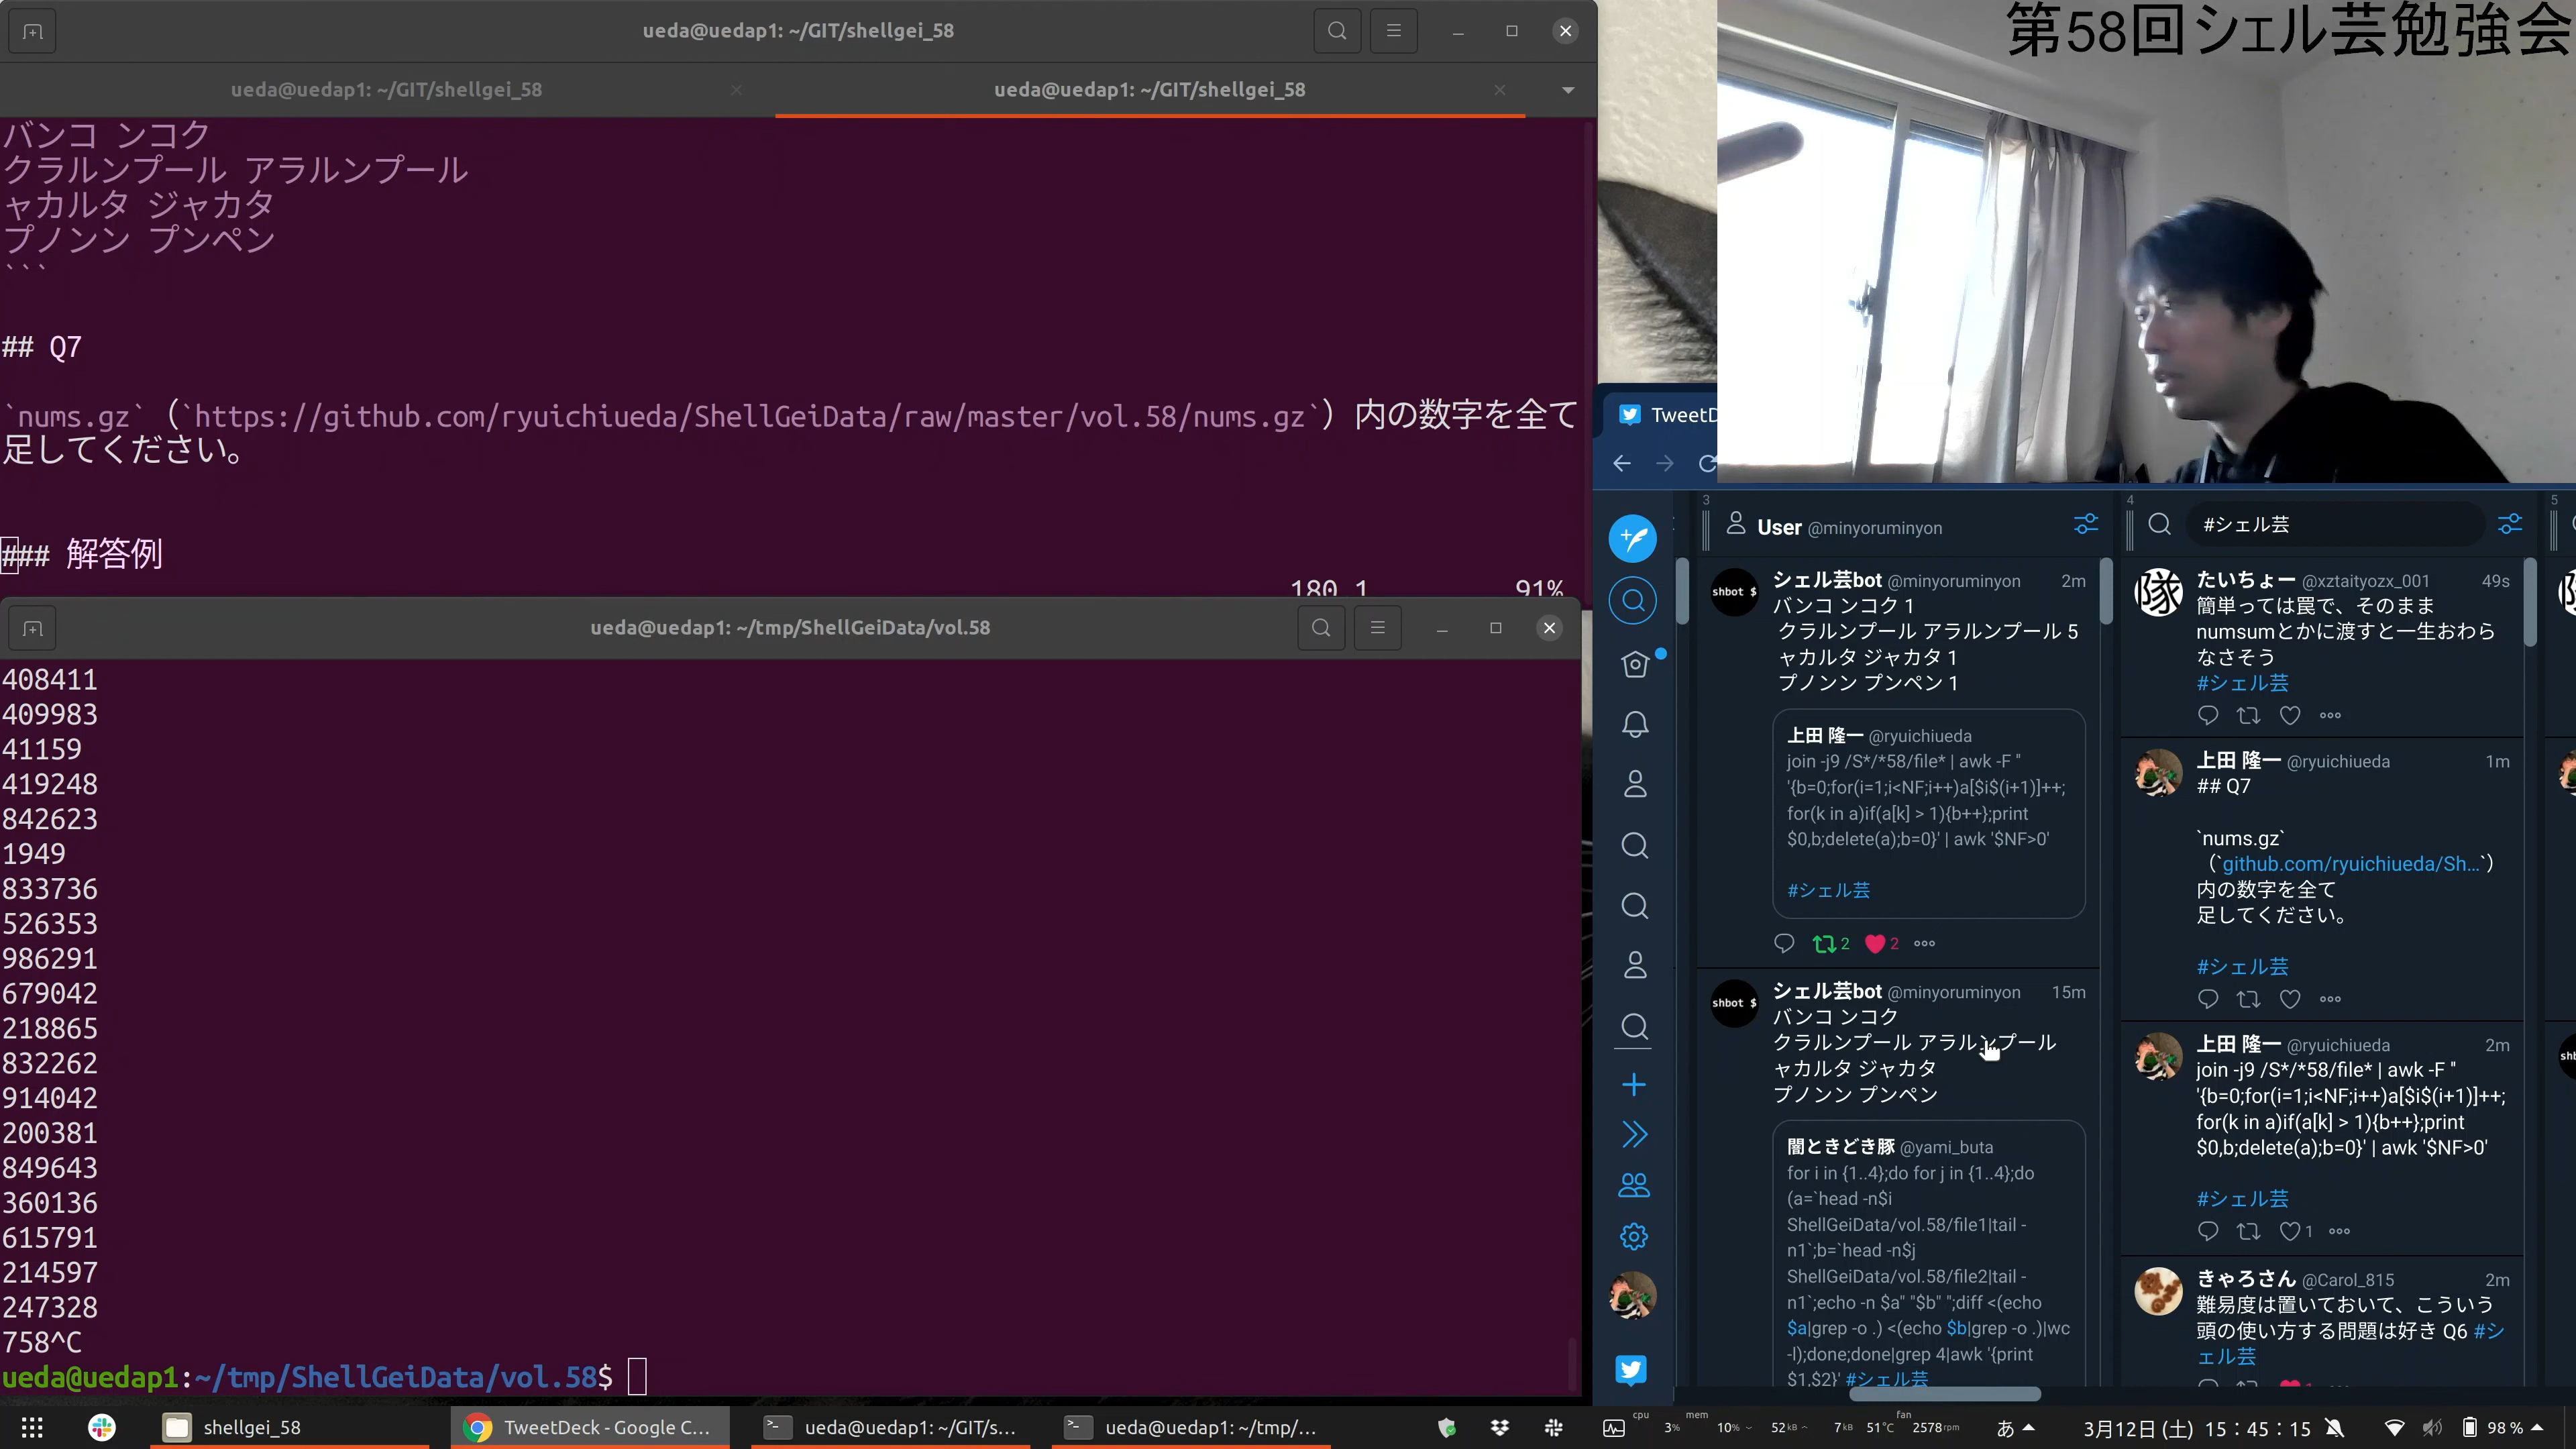 ueda@uedap1: ~/GIT/shellgei_58
ueda@uedap1: ~/GIT/shellgei_58
ueda@uedap1: ~/GIT/shellgei_58
バンコ ンコク
クラルンプール アラルンプール
ャカルタ ジャカタ
プノンン プンペン
```
## Q7
`nums.gz`（`https://github.com/ryuichiueda/ShellGeiData/raw/master/vol.58/nums.gz`）内の数字を全て
足してください。
### 解答例
180,1 91%
ueda@uedap1: ~/tmp/ShellGeiData/vol.58
408411
409983
41159
419248
842623
1949
833736
526353
986291
679042
218865
832262
914042
200381
849643
360136
615791
214597
247328
758^C
ueda@uedap1:~/tmp/ShellGeiData/vol.58$
第58回シェル芸勉強会
TweetD
3
User @minyoruminyon
シェル芸bot @minyoruminyon 2m
shbot $
バンコ ンコク 1
クラルンプール アラルンプール 5
ャカルタ ジャカタ 1
プノンン プンペン 1
上田 隆一 @ryuichiueda
join -j9 /S*/*58/file* | awk -F ''
'{b=0;for(i=1;i<NF;i++)a[$i$(i+1)]++;
for(k in a)if(a[k] > 1){b++};print
$0,b;delete(a);b=0}' | awk '$NF>0'
#シェル芸
2 2
シェル芸bot @minyoruminyon 15m
shbot $
バンコ ンコク
クラルンプール アラルンプール
ャカルタ ジャカタ
プノンン プンペン
闇ときどき豚 @yami_buta
for i in {1..4};do for j in {1..4};do
(a=`head -n$i
ShellGeiData/vol.58/file1|tail -
n1`;b=`head -n$j
ShellGeiData/vol.58/file2|tail -
n1`;echo -n $a" "$b" ";diff <(echo
$a|grep -o .) <(echo $b|grep -o .)|wc
-l);done;done|grep 4|awk '{print
$1,$2}' #シェル芸
4
#シェル芸
隊
たいちょー @xztaityozx_001 49s
簡単っては罠で、そのまま
numsumとかに渡すと一生おわら
なさそう
#シェル芸
上田 隆一 @ryuichiueda 1m
## Q7
`nums.gz`
（`github.com/ryuichiueda/Sh…`）
内の数字を全て
足してください。
#シェル芸
上田 隆一 @ryuichiueda 2m
join -j9 /S*/*58/file* | awk -F ''
'{b=0;for(i=1;i<NF;i++)a[$i$(i+1)]++;
for(k in a)if(a[k] > 1){b++};print
$0,b;delete(a);b=0}' | awk '$NF>0'
#シェル芸
1
きゃろさん @Carol_815 2m
難易度は置いておいて、こういう
頭の使い方する問題は好き Q6 #シ
ェル芸
5
shellgei_58
TweetDeck - Google C...
ueda@uedap1: ~/GIT/s...
ueda@uedap1: ~/tmp/...
cpu 3% mem 10% 52kB 7kB 51°C fan 2578rpm
あ
3月12日 (土) 15：45：15
98 %